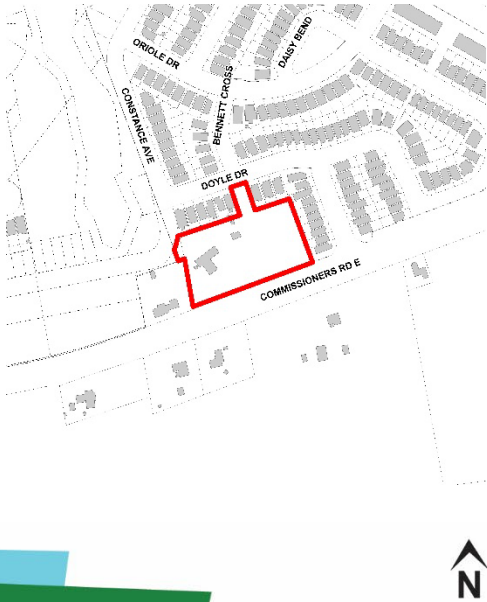 DAISY BEND
ORIOLE DR
BENNETT CROSS
CONSTANCE AVE
DOYLE DR
COMMISSIONERS RD E
N